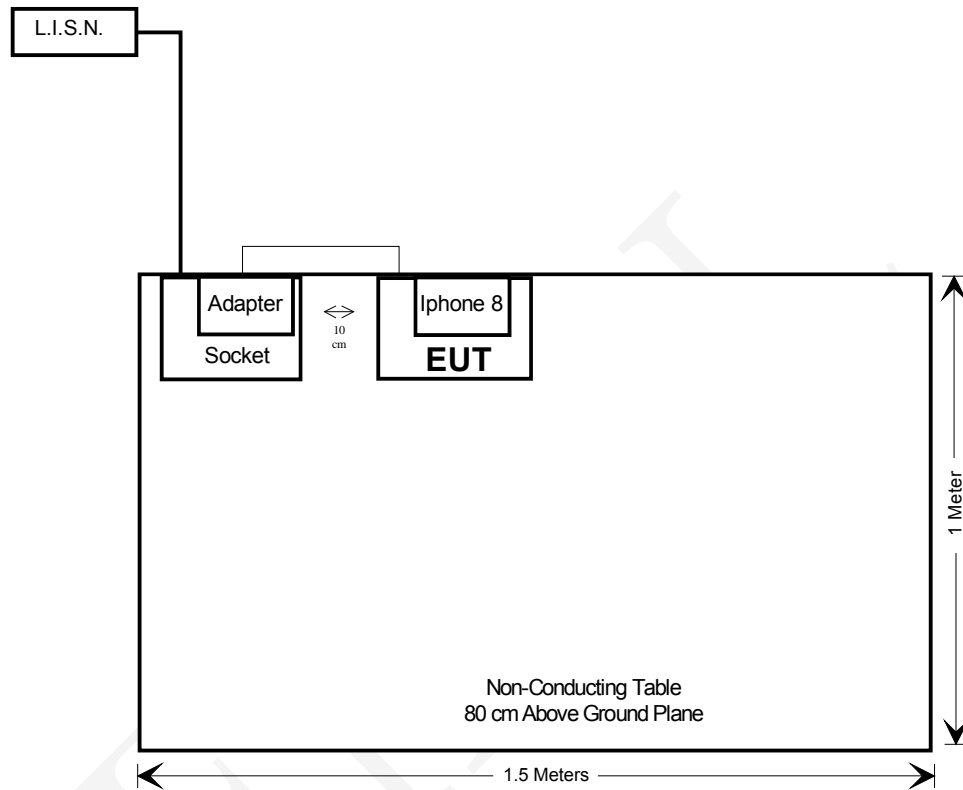 L.I.S.N.
Adapter
Iphone 8
10
cm
Socket
EUT
1 Meter
Non-Conducting Table
80 cm Above Ground Plane
1.5 Meters